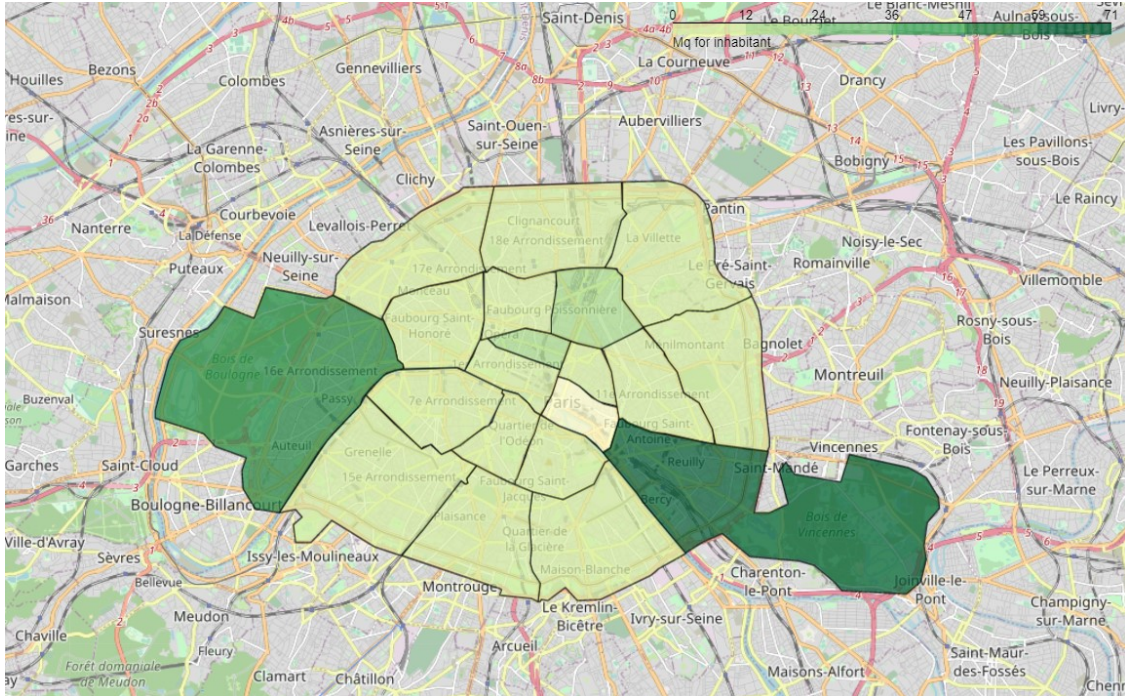 Saint-Denis
Le Bourget
Le Blanc-Mesnil
Aulnay-sous-
Bois
0 12 24 36 47 59 71
Mq for inhabitant
4a-4b
La Courneuve
Houilles
Bezons
Colombes
Gennevilliers
Drancy
Livry-
Asnières-sur-
Seine
Saint-Ouen-
sur-Seine
Aubervilliers
La Garenne-
Colombes
Bobigny
Les Pavillons-
sous-Bois
Clichy
Le Raincy
Nanterre
Courbevoie
La Défense
Levallois-Perret
Clignancourt
18e Arrondissement
La Villette
Pantin
Noisy-le-Sec
Puteaux
Neuilly-sur-
Seine
17e Arrondissement
Monceau
Le Pré-Saint-
Gervais
Romainville
Villemomble
Malmaison
Suresnes
Faubourg Saint-
Honoré
Faubourg Poissonnière
Opéra
Ménilmontant
Bagnolet
Rosny-sous-
Bois
Bois de
Boulogne
16e Arrondissement
1er Arrondissement
Montreuil
Neuilly-Plaisance
Buzenval
Passy
7e Arrondissement
Paris
11e Arrondissement
Auteuil
Quartier de
l'Odéon
Faubourg Saint-
Antoine
Fontenay-sous-
Bois
Vincennes
Garches
Saint-Cloud
Grenelle
15e Arrondissement
Reuilly
Saint-Mandé
Le Perreux-
sur-Marne
Boulogne-Billancourt
Faubourg Saint-
Jacques
Bercy
Plaisance
Bois de
Vincennes
Ville-d'Avray
Sèvres
Issy-les-Moulineaux
Quartier de
la Glacière
Maison-Blanche
Bellevue
Montrouge
Charenton-
le-Pont
Joinville-le-
Pont
Meudon
Le Kremlin-
Bicêtre
Ivry-sur-Seine
Champigny-
sur-Marne
Chaville
Fleury
Arcueil
Forêt domaniale
de Meudon
Clamart
Châtillon
Maisons-Alfort
Saint-Maur-
des-Fossés